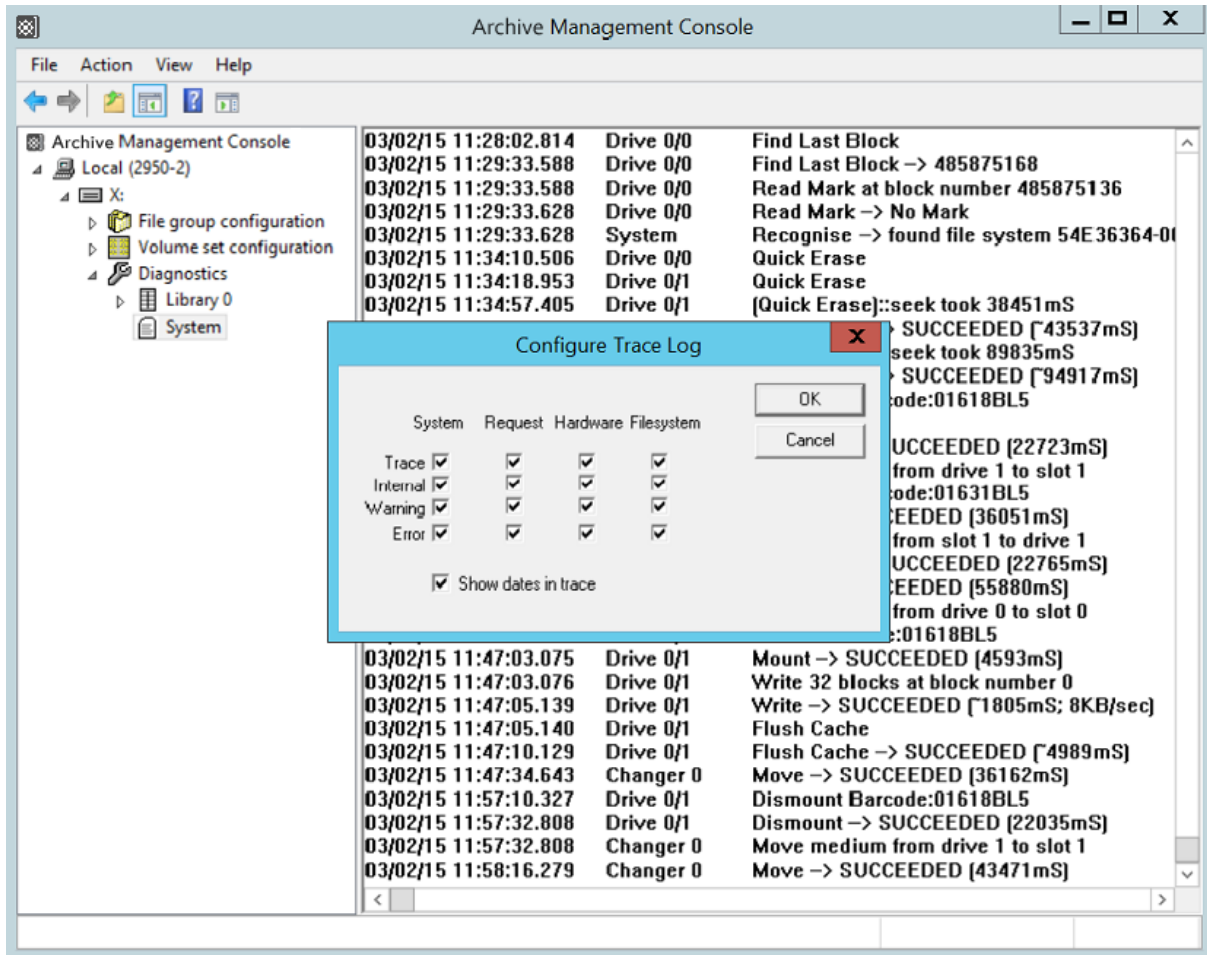 Archive Management Console
File Action View Help
Archive Management Console
Local (2950-2)
X:
File group configuration
Volume set configuration
Diagnostics
Library 0
System
03/02/15 11:28:02.814 Drive 0/0 Find Last Block
03/02/15 11:29:33.588 Drive 0/0 Find Last Block -> 485875168
03/02/15 11:29:33.588 Drive 0/0 Read Mark at block number 485875136
03/02/15 11:29:33.628 Drive 0/0 Read Mark -> No Mark
03/02/15 11:29:33.628 System Recognise -> found file system 54E36364-0
03/02/15 11:34:10.506 Drive 0/0 Quick Erase
03/02/15 11:34:18.953 Drive 0/1 Quick Erase
03/02/15 11:34:57.405 Drive 0/1 (Quick Erase)::seek took 38451mS
> SUCCEEDED (~43537mS)
seek took 89835mS
> SUCCEEDED (~94917mS)
ode:01618BL5
UCCEEDED (22723mS)
from drive 1 to slot 1
ode:01631BL5
EEDED (36051mS)
from slot 1 to drive 1
UCCEEDED (22765mS)
EEDED (55880mS)
from drive 0 to slot 0
:01618BL5
03/02/15 11:47:03.075 Drive 0/1 Mount -> SUCCEEDED (4593mS)
03/02/15 11:47:03.076 Drive 0/1 Write 32 blocks at block number 0
03/02/15 11:47:05.139 Drive 0/1 Write -> SUCCEEDED (~1805mS; 8KB/sec)
03/02/15 11:47:05.140 Drive 0/1 Flush Cache
03/02/15 11:47:10.129 Drive 0/1 Flush Cache -> SUCCEEDED (~4989mS)
03/02/15 11:47:34.643 Changer 0 Move -> SUCCEEDED (36162mS)
03/02/15 11:57:10.327 Drive 0/1 Dismount Barcode:01618BL5
03/02/15 11:57:32.808 Drive 0/1 Dismount -> SUCCEEDED (22035mS)
03/02/15 11:57:32.808 Changer 0 Move medium from drive 1 to slot 1
03/02/15 11:58:16.279 Changer 0 Move -> SUCCEEDED (43471mS)
Configure Trace Log
System Request Hardware Filesystem
Trace
Internal
Warning
Error
Show dates in trace
OK
Cancel